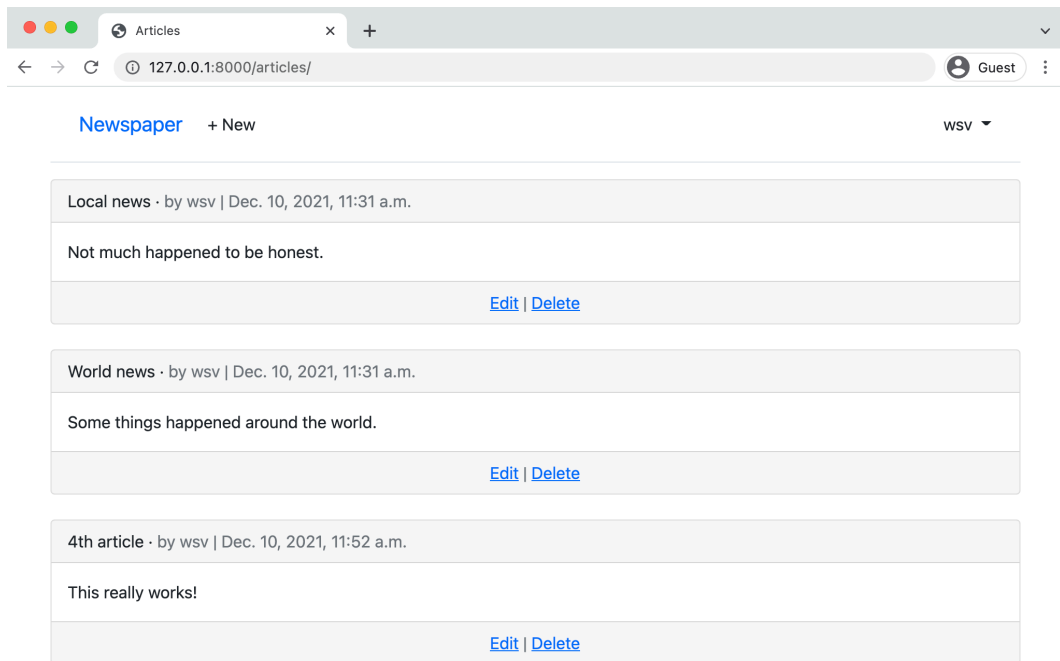 Articles
127.0.0.1:8000/articles/
Guest
Newspaper + New wsv
Local news · by wsv | Dec. 10, 2021, 11:31 a.m.
Not much happened to be honest.
Edit | Delete
World news · by wsv | Dec. 10, 2021, 11:31 a.m.
Some things happened around the world.
Edit | Delete
4th article · by wsv | Dec. 10, 2021, 11:52 a.m.
This really works!
Edit | Delete